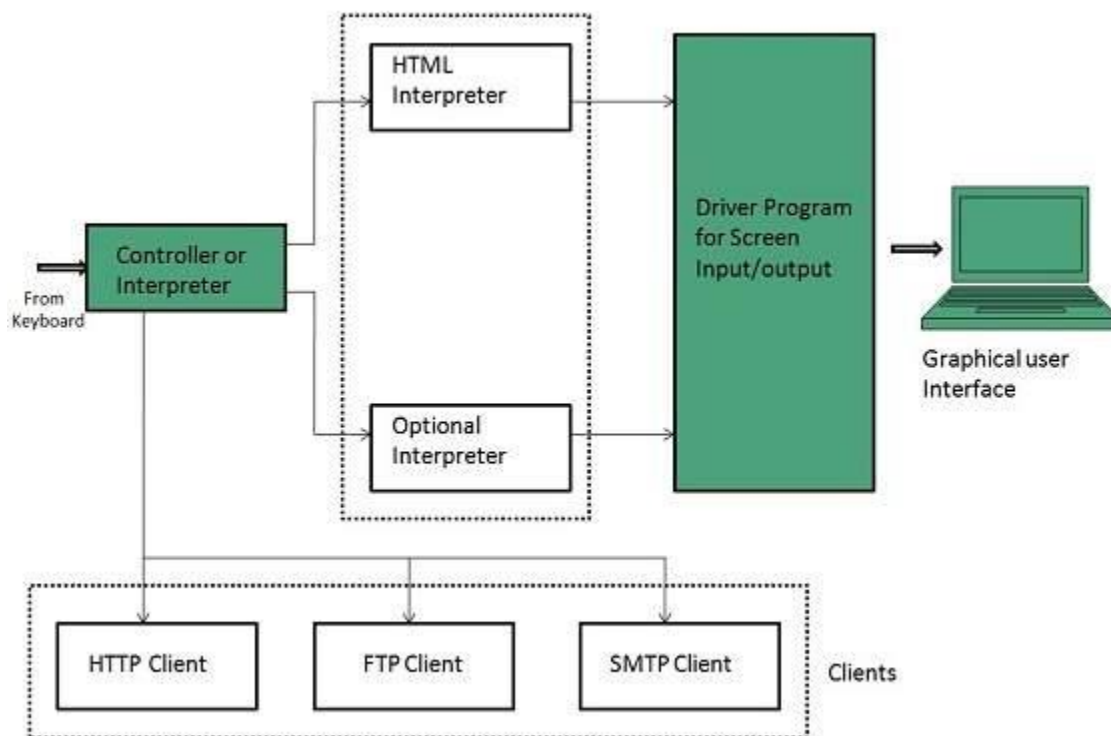 HTML
Interpreter
Controller or
Interpreter
From
Keyboard
Driver Program
for Screen
Input/output
Graphical user
Interface
Optional
Interpreter
HTTP Client
FTP Client
SMTP Client
Clients